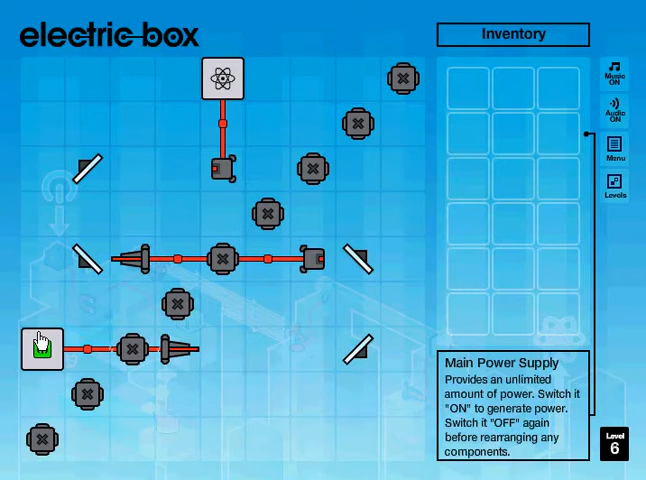 electric box
Inventory
Music
ON
Audio
ON
Menu
Levels
Main Power Supply
Provides an unlimited
amount of power. Switch it
"ON" to generate power.
Switch it "OFF" again
before rearranging any
components.
Level
6